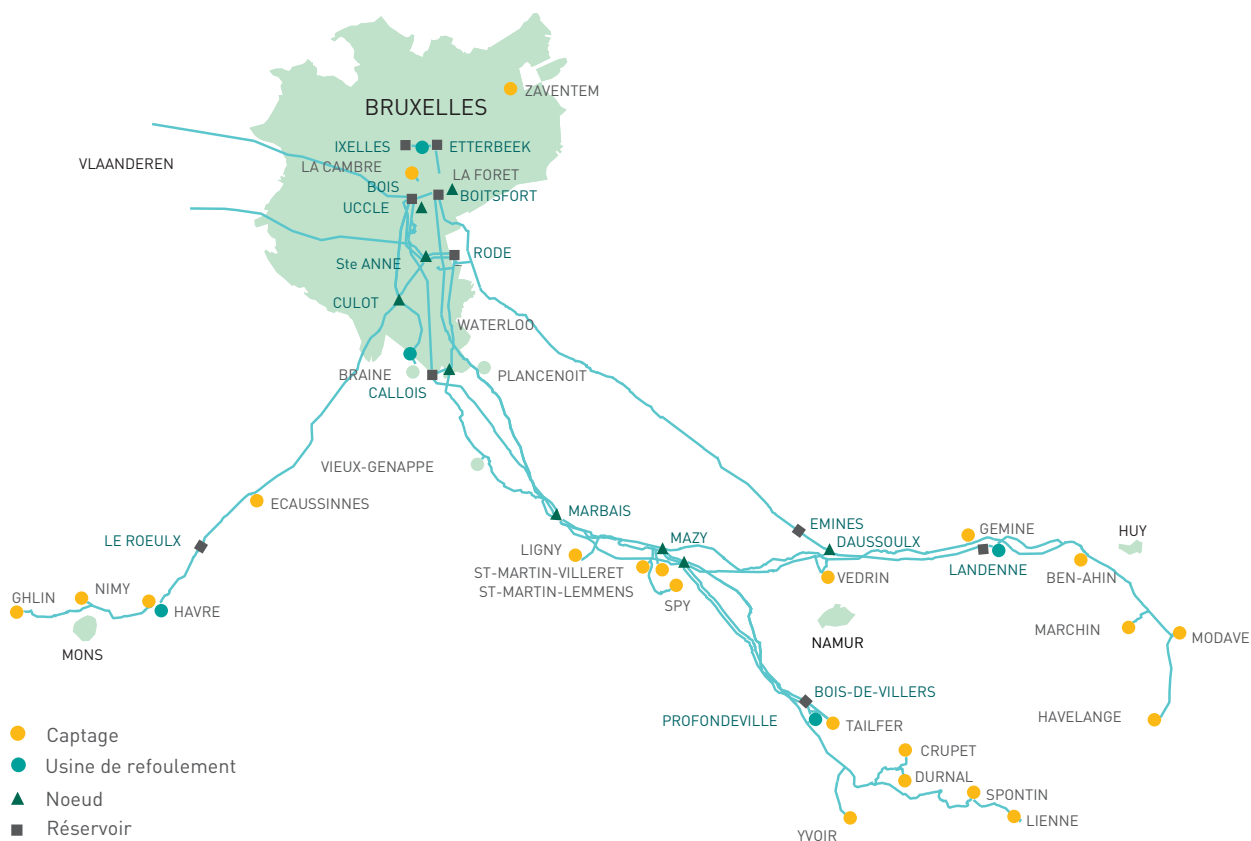 ZAVENTEM
BRUXELLES
IXELLES
ETTERBEEK
VLAANDEREN
LA CAMBRE
LA FORET
BOIS
BOITSFORT
UCCLE
RODE
Ste ANNE
CULOT
WATERLOO
BRAINE
PLANCENOIT
CALLOIS
VIEUX-GENAPPE
ECAUSSINNES
MARBAIS
EMINES
GEMINE
HUY
LE ROEULX
MAZY
DAUSSOULX
LIGNY
LANDENNE
ST-MARTIN-VILLERET
VEDRIN
BEN-AHIN
NIMY
ST-MARTIN-LEMMENS
GHLIN
SPY
HAVRE
MARCHIN
MODAVE
NAMUR
MONS
BOIS-DE-VILLERS
HAVELANGE
PROFONDEVILLE
TAILFER
Captage
CRUPET
Usine de refoulement
DURNAL
SPONTIN
Noeud
LIENNE
Réservoir
YVOIR